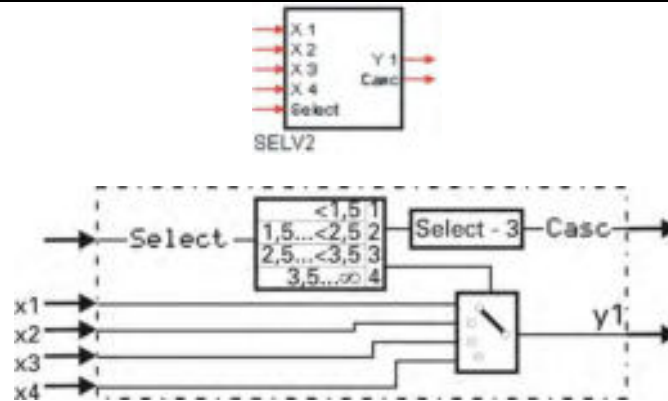 X 1
X 2
X 3
X 4
Select
Y 1
Casc
SELV2
Select
<1,5 1
1,5...<2,5 2
2,5...<3,5 3
3,5...∞ 4
Select - 3
Casc
x1
x2
x3
x4
y1